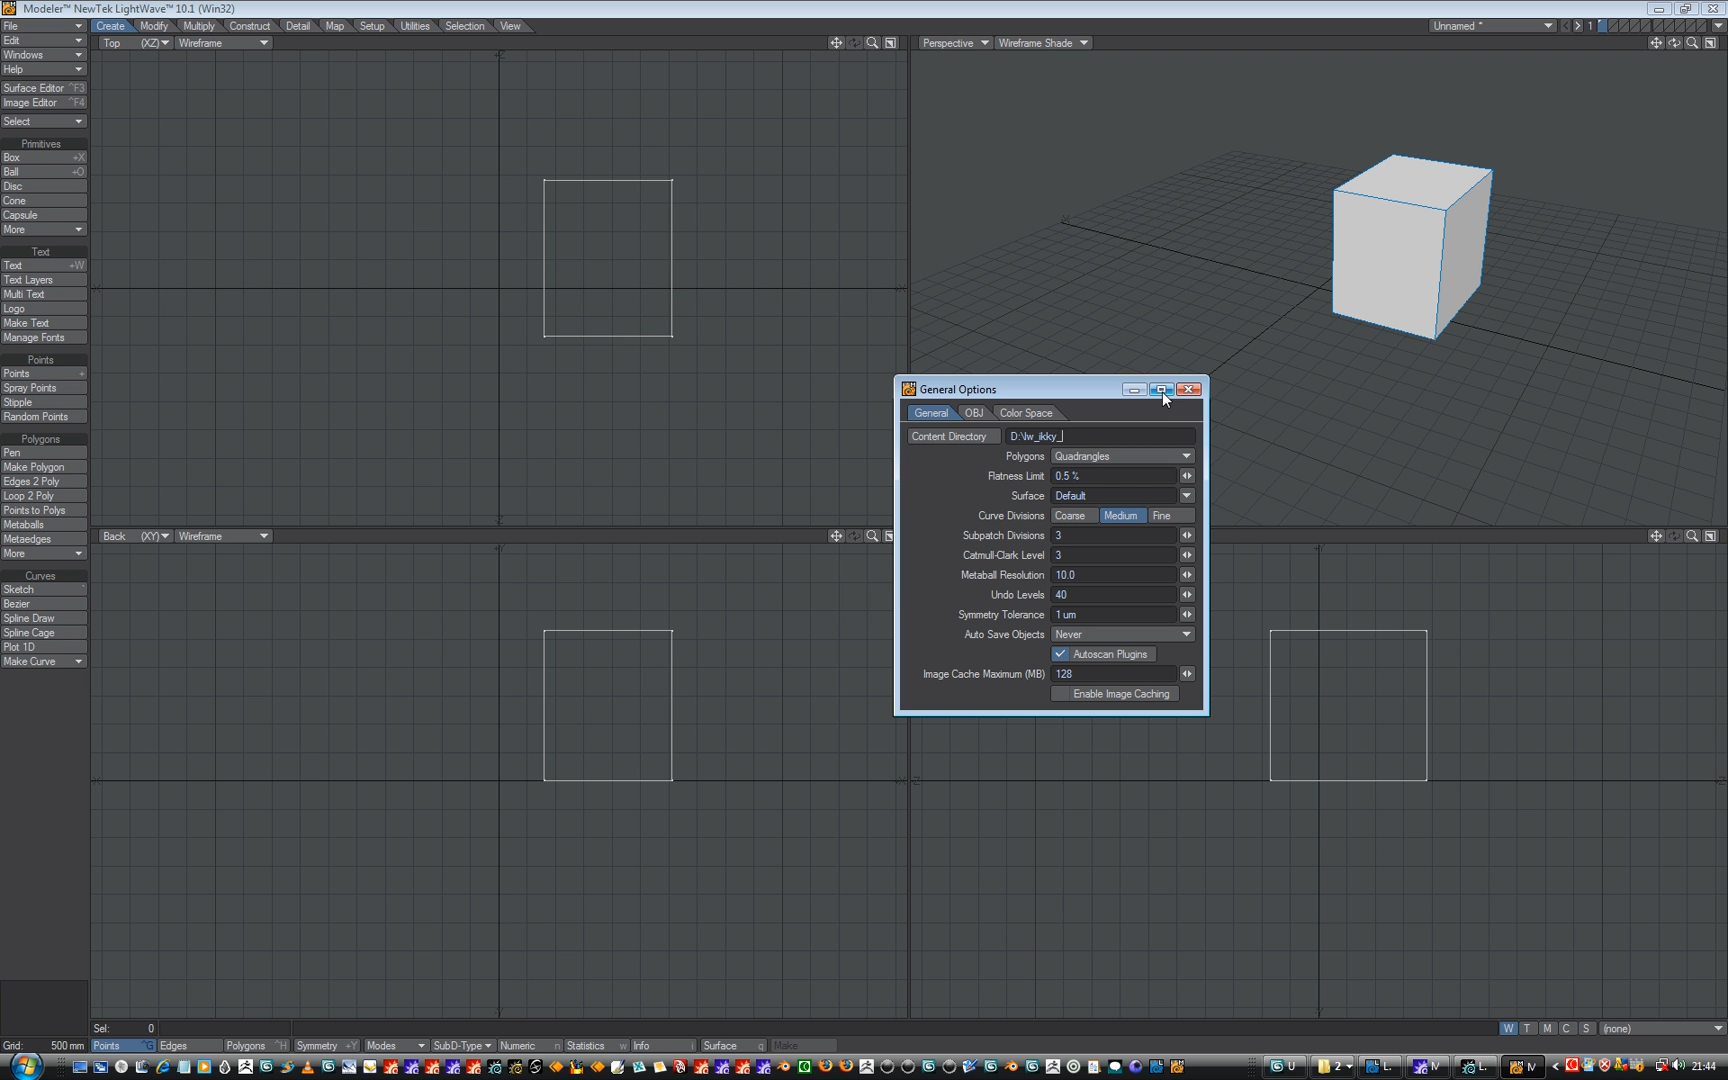 Modeler™ NewTek LightWave™ 10.1 (Win32)
File
Edit
Windows
Help
Surface Editor ^F3
Image Editor ^F4
Select
Primitives
Box +X
Ball +O
Disc
Cone
Capsule
More
Text
Text +W
Text Layers
Multi Text
Logo
Make Text
Manage Fonts
Points
Points +
Spray Points
Stipple
Random Points
Polygons
Pen
Make Polygon
Edges 2 Poly
Loop 2 Poly
Points to Polys
Metaballs
Metaedges
More
Curves
Sketch
Bezier
Spline Draw
Spline Cage
Plot 1D
Make Curve
Create Modify Multiply Construct Detail Map Setup Utilities Selection View
Unnamed * 1
Top (XZ) Wireframe
Perspective Wireframe Shade
Back (XY) Wireframe
General Options
General OBJ Color Space
Content Directory D:\lw_ikky_
Polygons Quadrangles
Flatness Limit 0.5 %
Surface Default
Curve Divisions Coarse Medium Fine
Subpatch Divisions 3
Catmull-Clark Level 3
Metaball Resolution 10.0
Undo Levels 40
Symmetry Tolerance 1 um
Auto Save Objects Never
Autoscan Plugins
Image Cache Maximum (MB) 128
Enable Image Caching
Sel: 0
W T M C S (none)
Grid: 500 mm Points ^G Edges Polygons ^H Symmetry +Y Modes SubD-Type Numeric n Statistics w Info i Surface q Make
U 2 L. L. 21:44